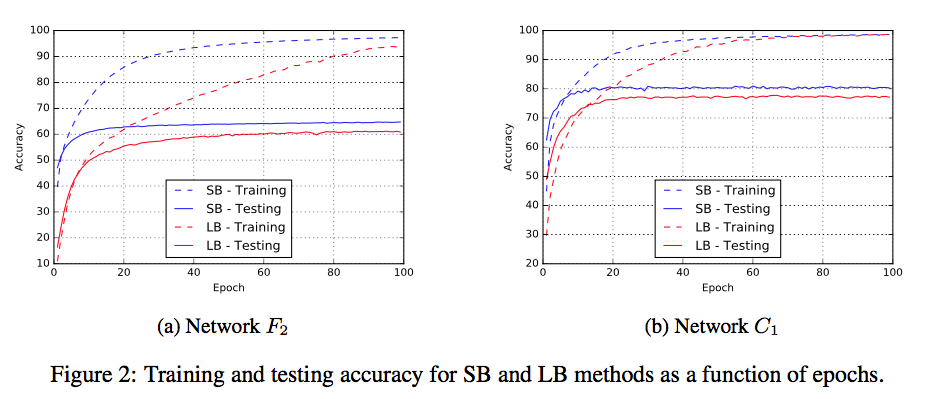 100
90
80
70
60
50
40
30
20
10
0 20 40 60 80 100
Accuracy
Epoch
SB - Training
SB - Testing
LB - Training
LB - Testing
(a) Network F₂
100
90
80
70
60
50
40
30
20
0 20 40 60 80 100
Accuracy
Epoch
SB - Training
SB - Testing
LB - Training
LB - Testing
(b) Network C₁
Figure 2: Training and testing accuracy for SB and LB methods as a function of epochs.